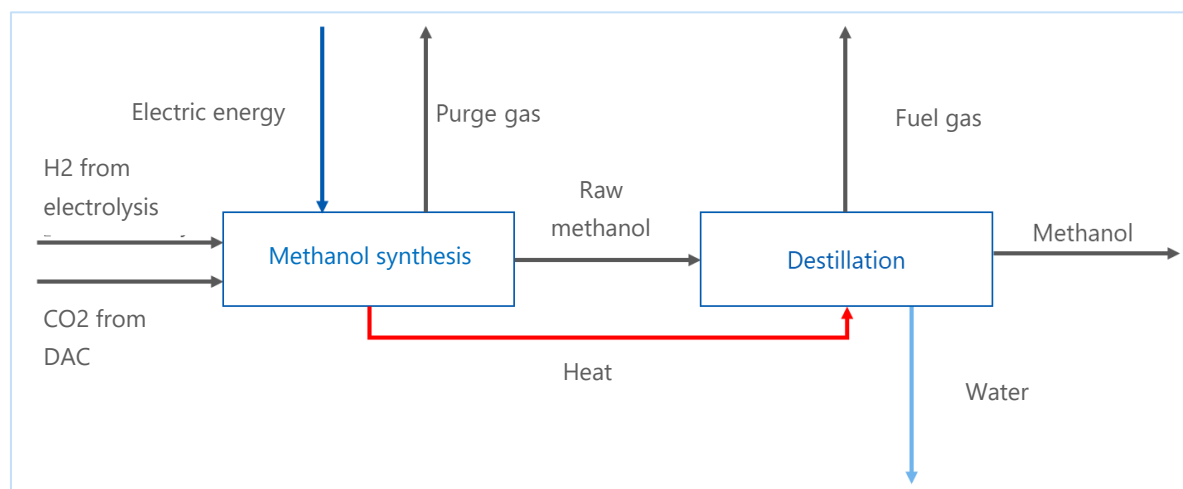 Electric energy
Purge gas
Fuel gas
H2 from
electrolysis
Raw
methanol
Methanol synthesis
Destillation
Methanol
CO2 from
DAC
Heat
Water